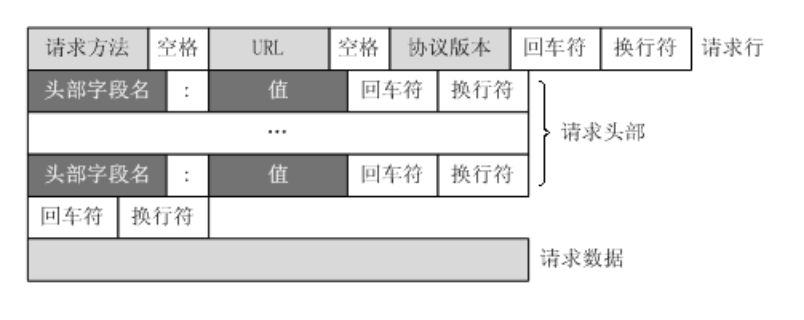 请求方法 空格 URL 空格 协议版本 回车符 换行符 请求行
头部字段名 : 值 回车符 换行符
…
请求头部
头部字段名 : 值 回车符 换行符
回车符 换行符
请求数据